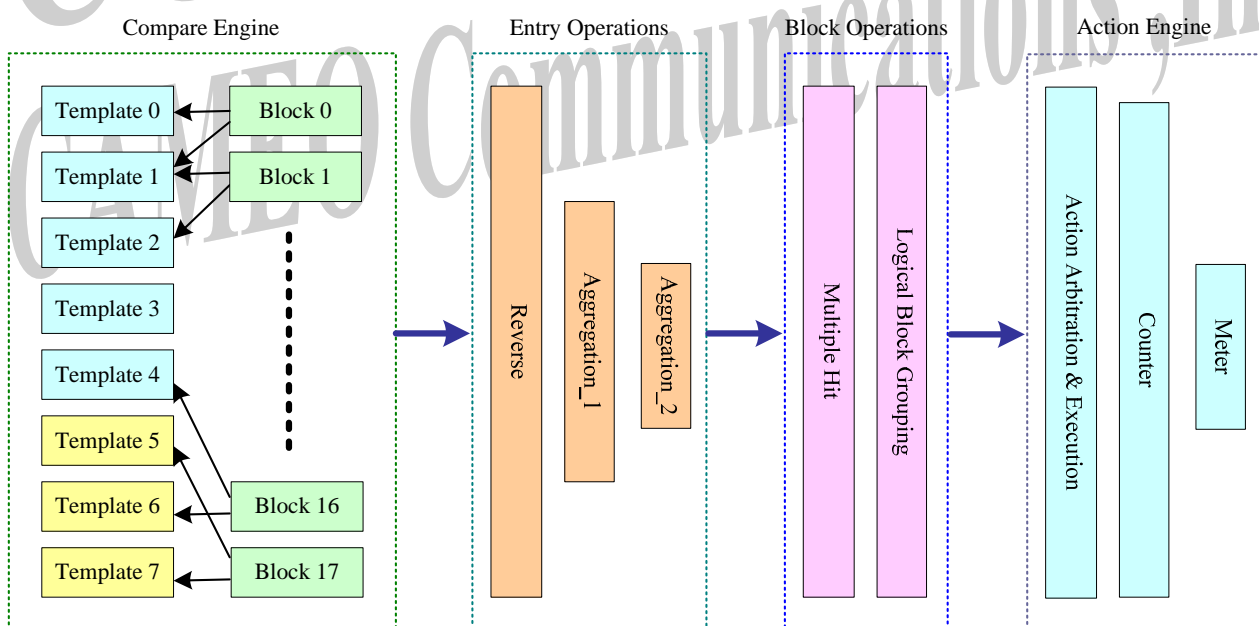 Compare Engine
Entry Operations
Block Operations
Action Engine
Template 0
Template 1
Template 2
Template 3
Template 4
Template 5
Template 6
Template 7
Block 0
Block 1
Block 16
Block 17
Reverse
Aggregation_1
Aggregation_2
Multiple Hit
Logical Block Grouping
Action Arbitration & Execution
Counter
Meter
CAMEO Communications ,In